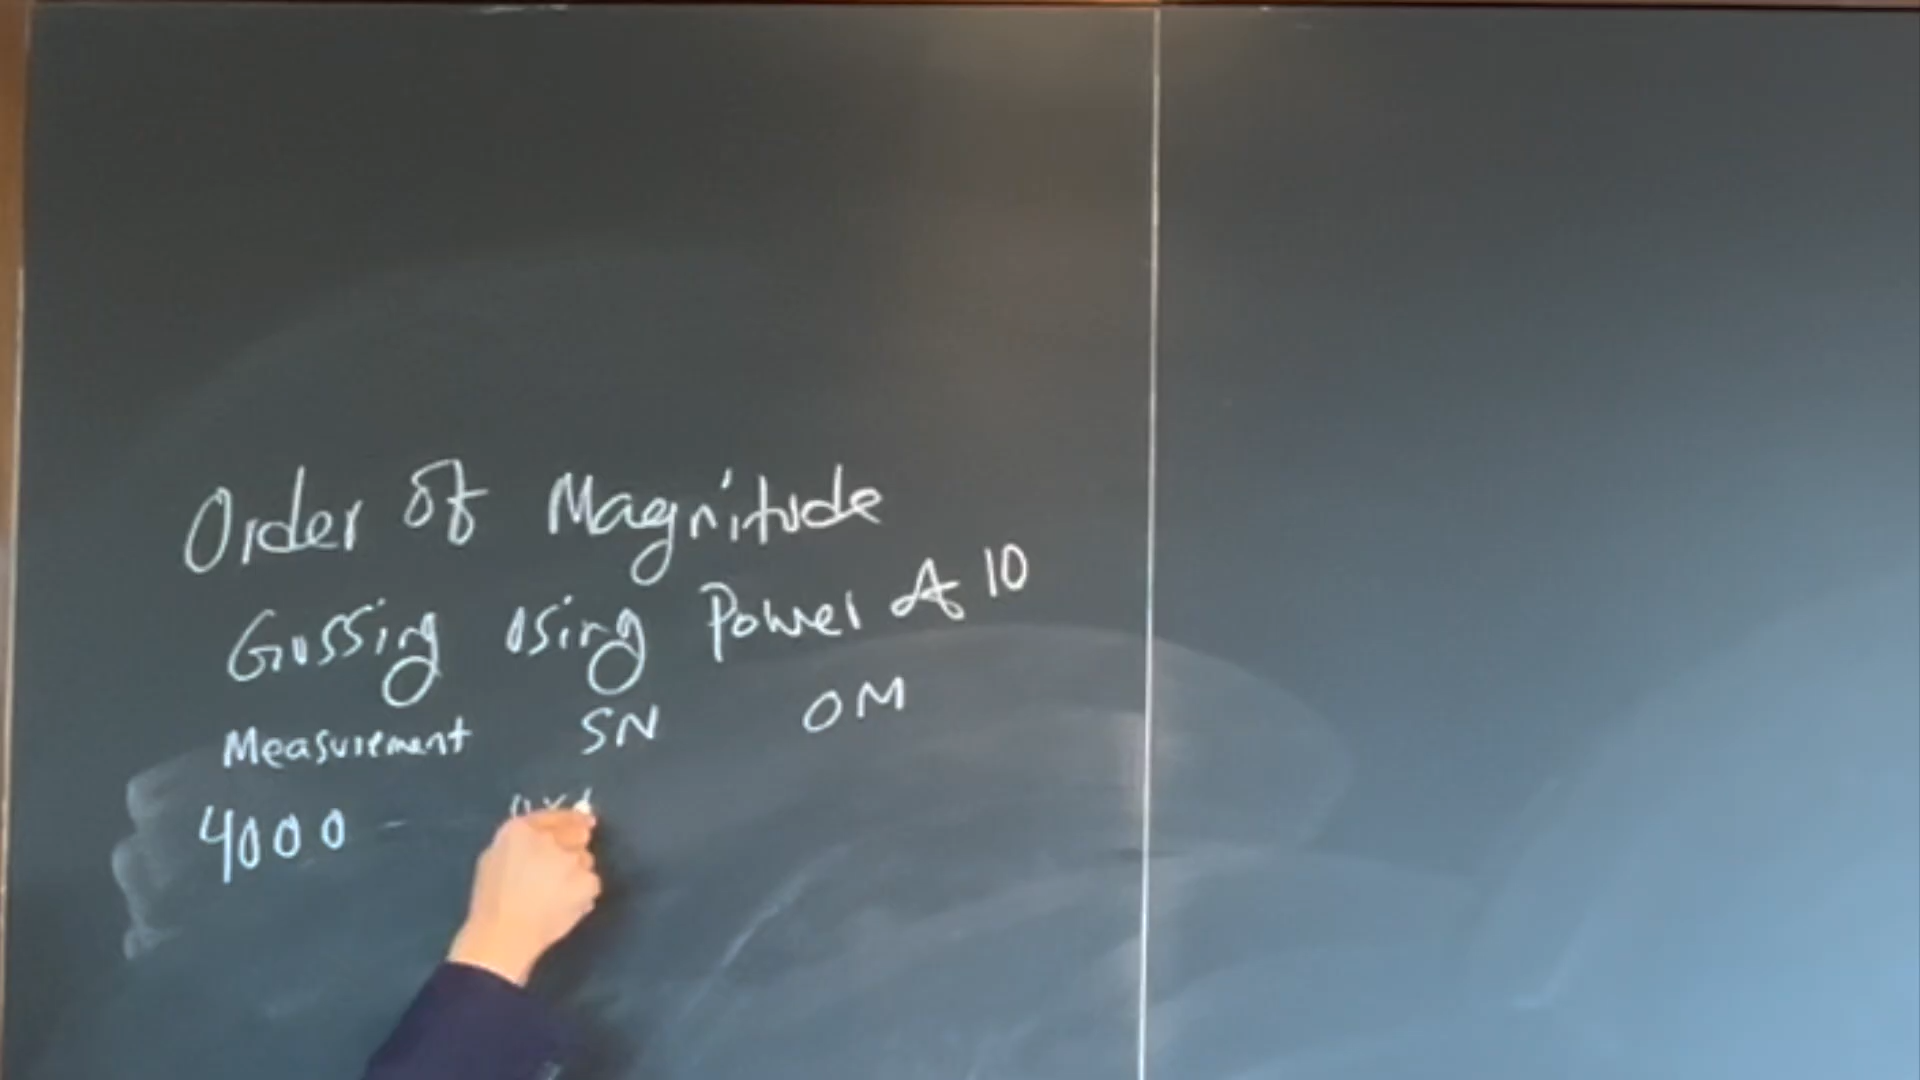 Order of Magnitude
Gussing using Power of 10
Measurement SN OM
4000 -